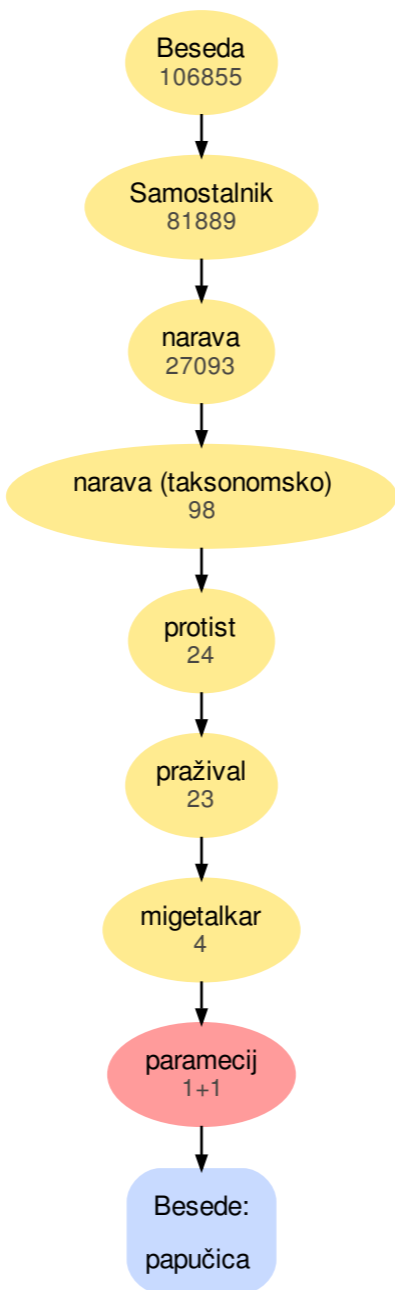 Beseda
106855
Samostalnik
81889
narava
27093
narava (taksonomsko)
98
protist
24
pražival
23
migetalkar
4
paramecij
1+1
Besede:
papučica